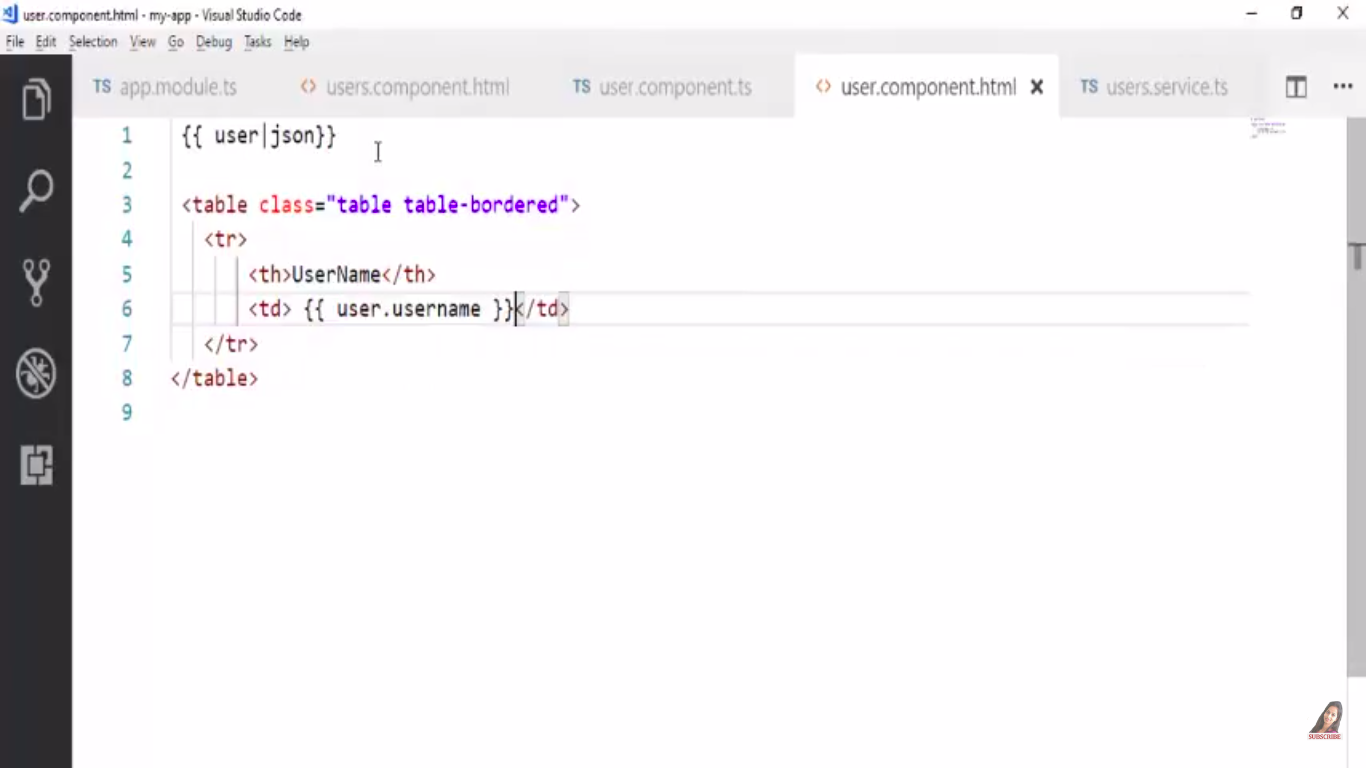 user.component.html - my-app - Visual Studio Code
File Edit Selection View Go Debug Tasks Help
TS app.module.ts <> users.component.html TS user.component.ts <> user.component.html TS users.service.ts
1 {{ user|json}}
2
3 <table class="table table-bordered">
4 <tr>
5 <th>UserName</th>
6 <td> {{ user.username }}</td>
7 </tr>
8 </table>
9
T
SUBSCRIBE